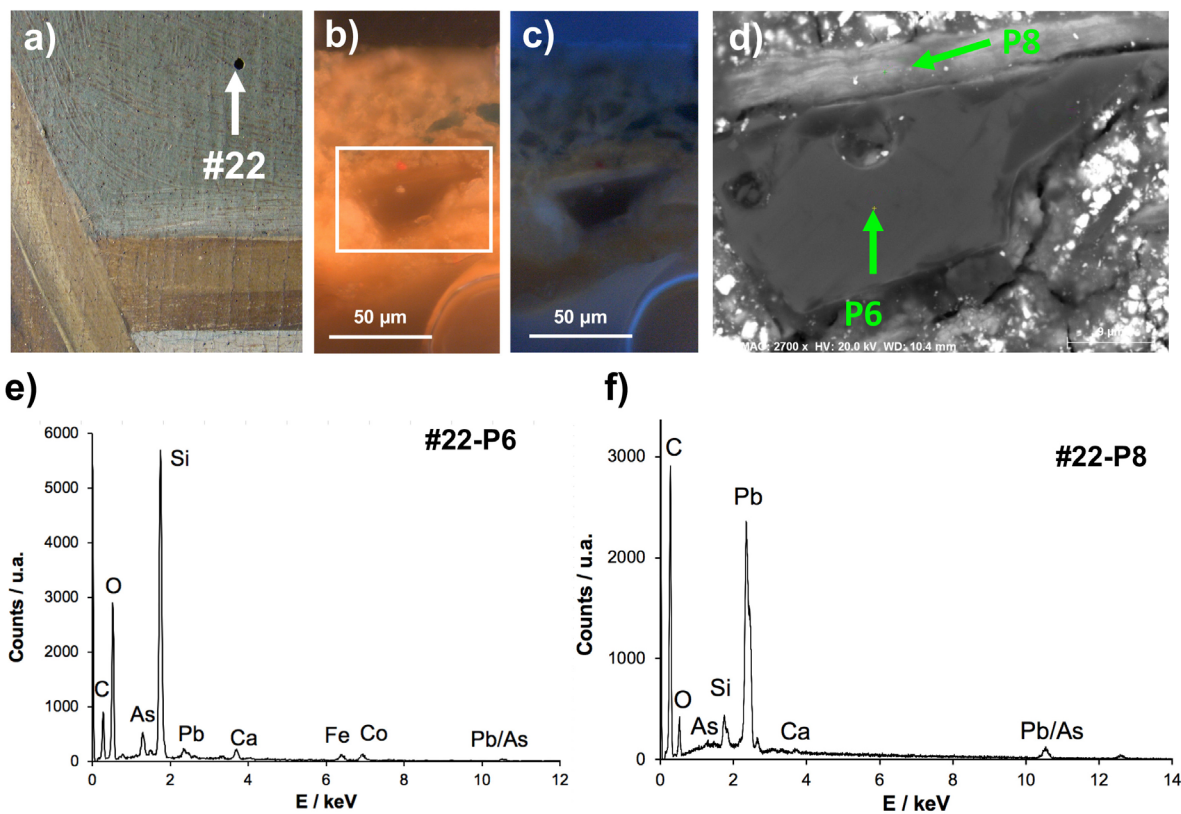 a)
#22
b)
50 µm
c)
50 µm
d)
P8
P6
MAG: 2700 x HV: 20.0 kV WD: 10.4 mm
9 µm
e)
#22-P6
Counts / u.a.
6000
5000
4000
3000
2000
1000
0
C
O
As
Si
Pb
Ca
Fe
Co
Pb/As
0
2
4
6
8
10
12
E / keV
f)
#22-P8
Counts / u.a.
3000
2000
1000
0
C
O
As
Si
Pb
Ca
Pb/As
0
2
4
6
8
10
12
14
E / keV